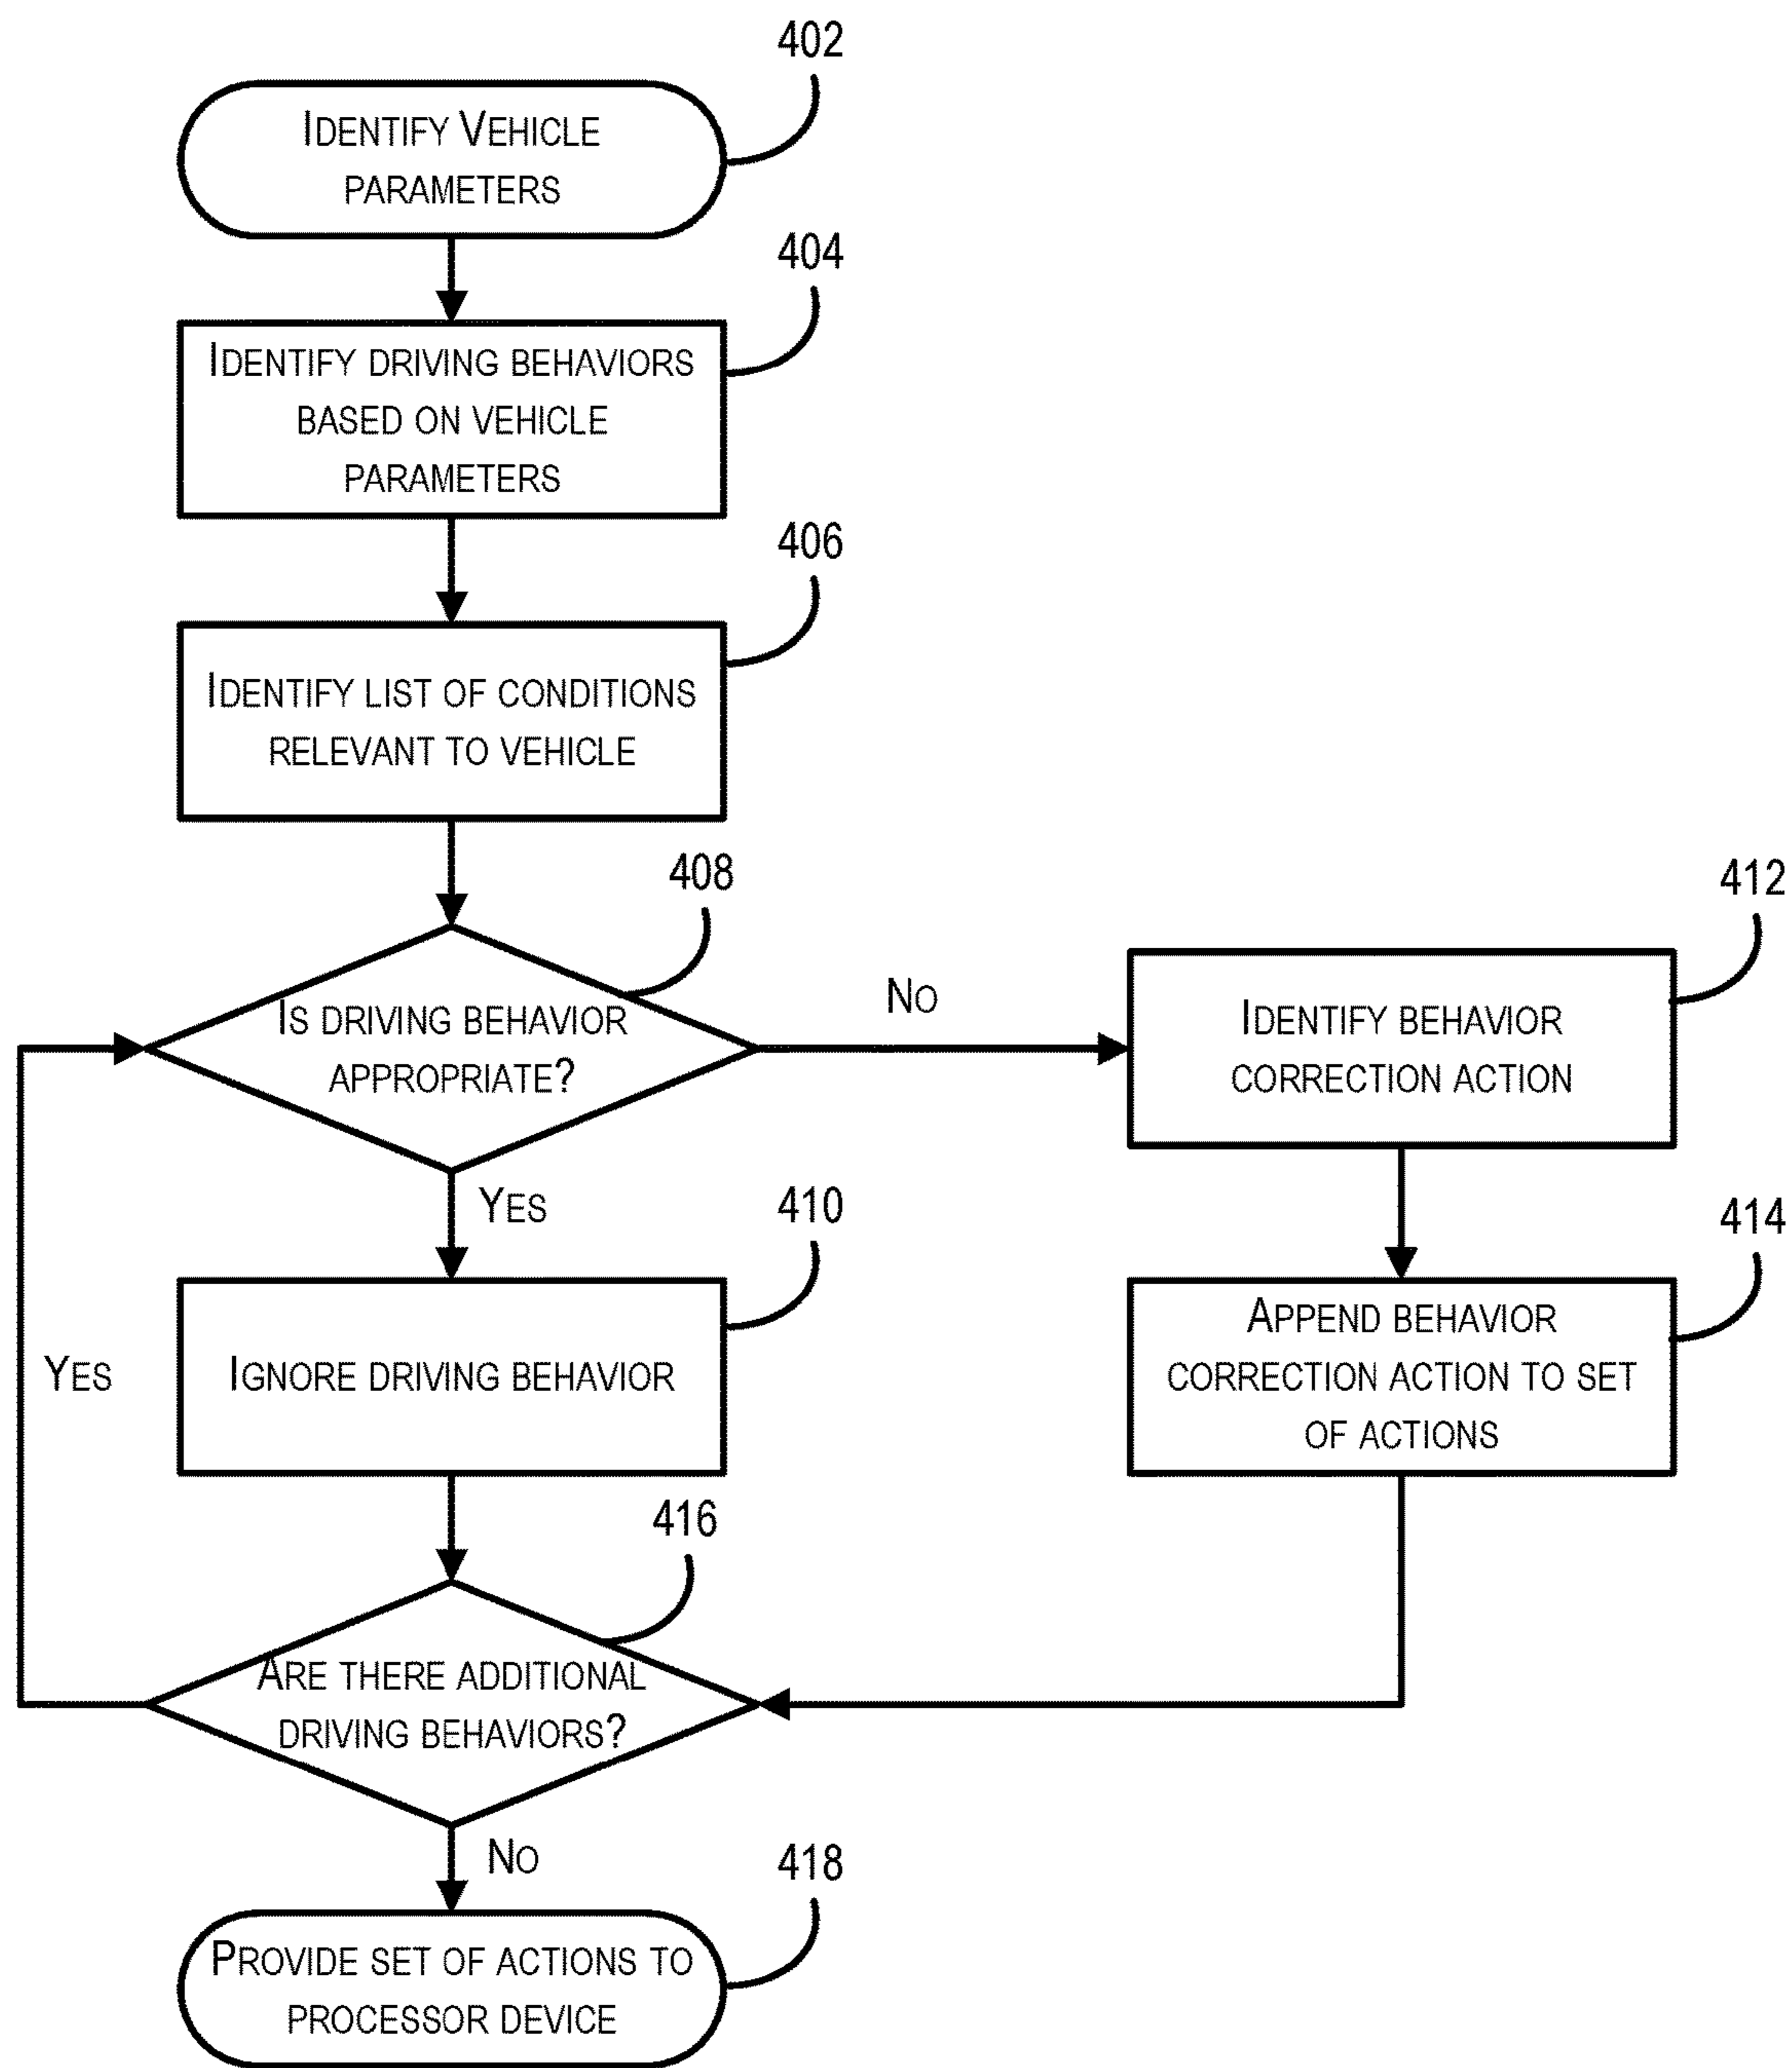 402
IDENTIFY VEHICLE
PARAMETERS
404
IDENTIFY DRIVING BEHAVIORS
BASED ON VEHICLE
PARAMETERS
406
IDENTIFY LIST OF CONDITIONS
RELEVANT TO VEHICLE
408
IS DRIVING BEHAVIOR
APPROPRIATE?
NO
412
IDENTIFY BEHAVIOR
CORRECTION ACTION
YES
410
IGNORE DRIVING BEHAVIOR
414
APPEND BEHAVIOR
CORRECTION ACTION TO SET
OF ACTIONS
YES
416
ARE THERE ADDITIONAL
DRIVING BEHAVIORS?
NO
418
PROVIDE SET OF ACTIONS TO
PROCESSOR DEVICE